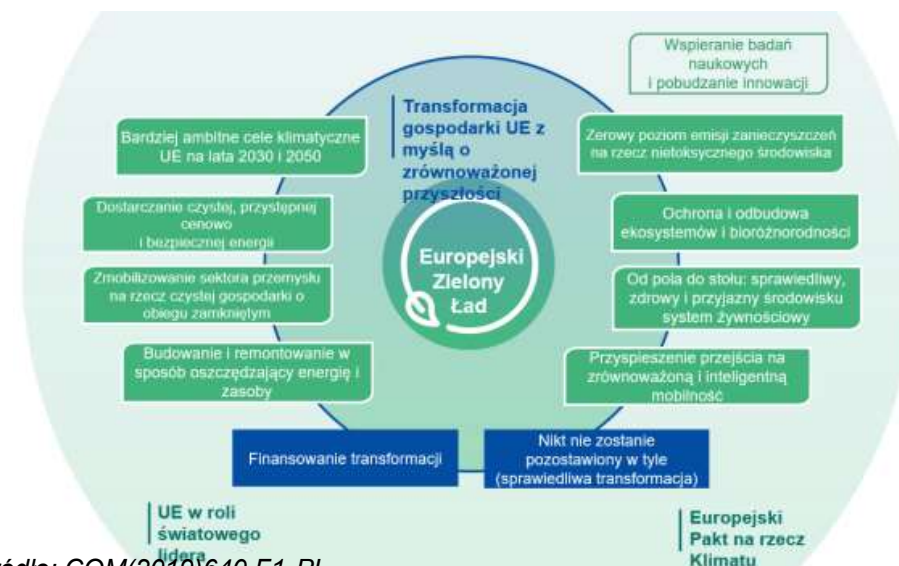 Wspieranie badań
naukowych
i pobudzanie innowacji
Transformacja
gospodarki UE z
myślą o
zrównoważonej
przyszłości
Bardziej ambitne cele klimatyczne
UE na lata 2030 i 2050
Zerowy poziom emisji zanieczyszczeń
na rzecz nietoksycznego środowiska
Dostarczanie czystej, przystępnej
cenowo
i bezpiecznej energii
Ochrona i odbudowa
ekosystemów i bioróżnorodności
Europejski
Zielony
Ład
Zmobilizowanie sektora przemysłu
na rzecz czystej gospodarki o
obiegu zamkniętym
Od pola do stołu: sprawiedliwy,
zdrowy i przyjazny środowisku
system żywnościowy
Budowanie i remontowanie w
sposób oszczędzający energię i
zasoby
Przyspieszenie przejścia na
zrównoważoną i inteligentną
mobilność
Finansowanie transformacji
Nikt nie zostanie
pozostawiony w tyle
(sprawiedliwa transformacja)
UE w roli
światowego
lidera
Europejski
Pakt na rzecz
Klimatu